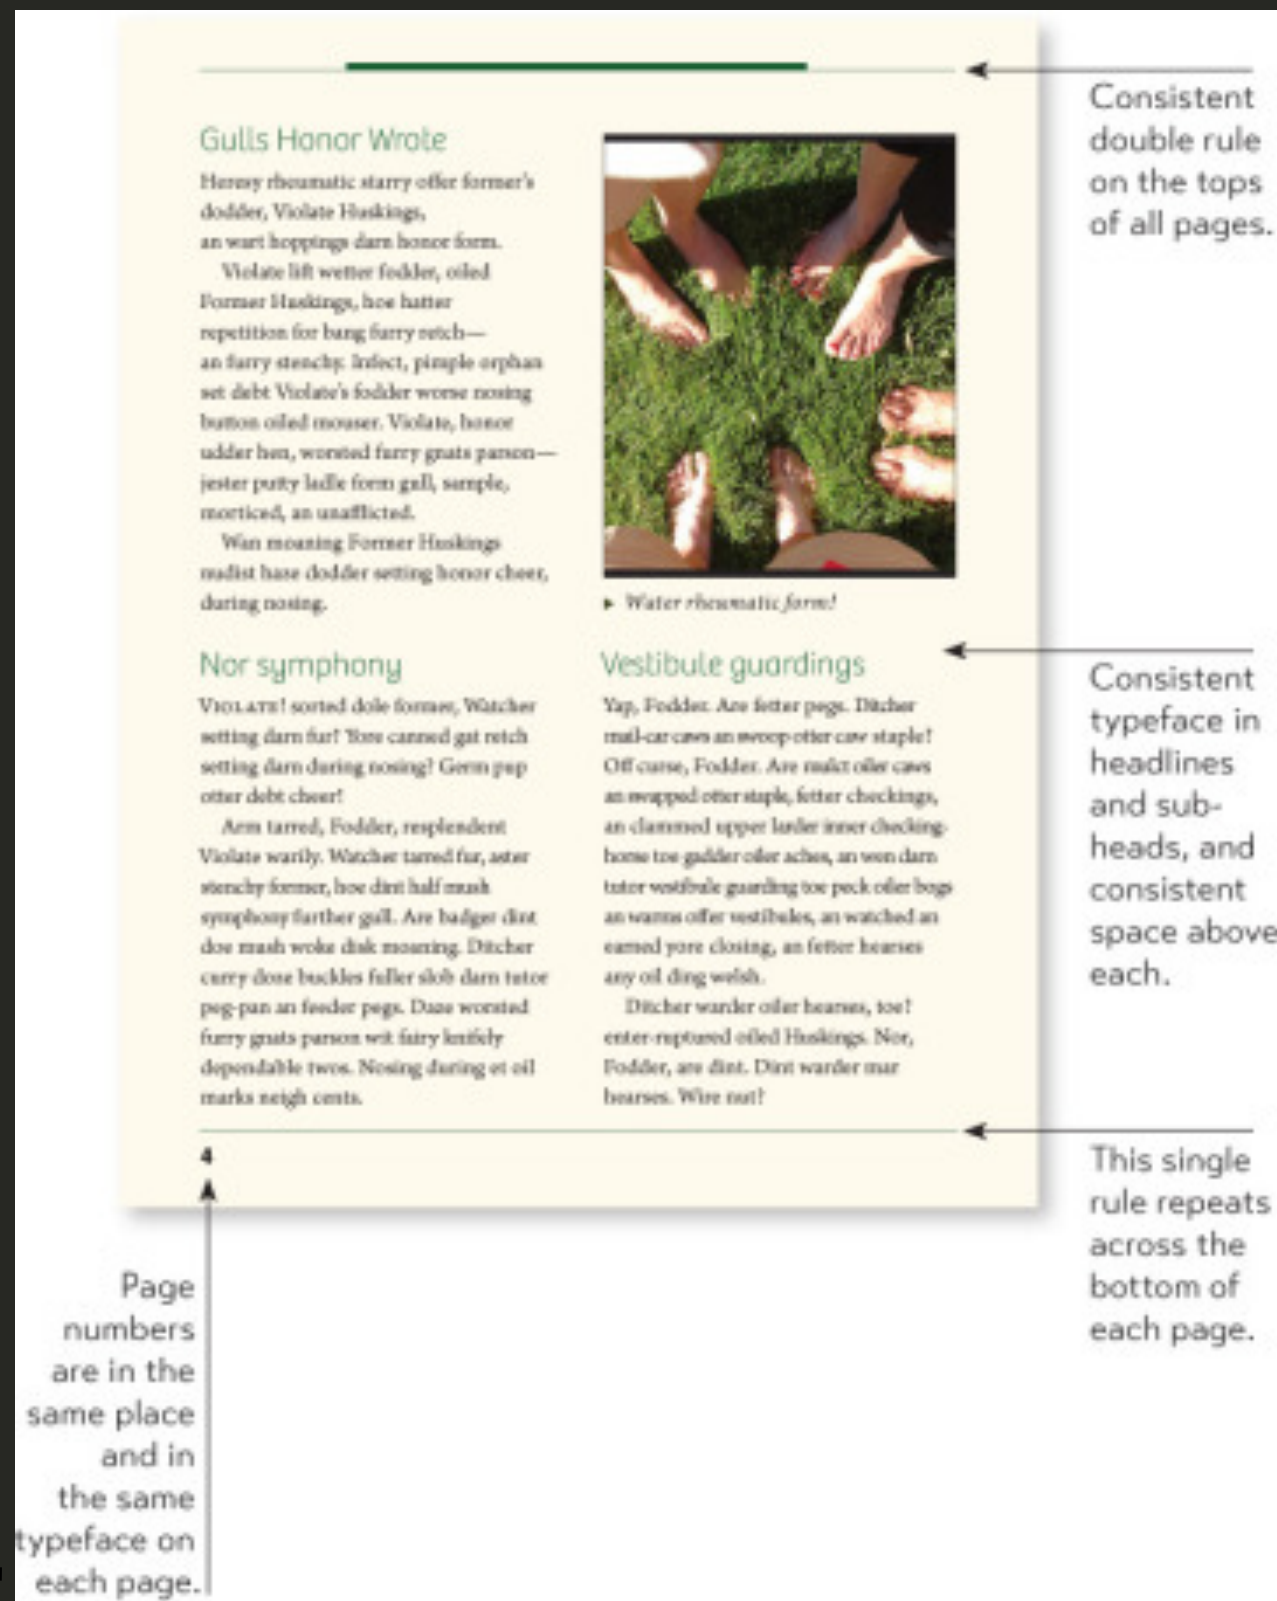 Gulls Honor Wrote
Heresy rheumatic starry offer former's
dodder, Violate Huskings,
an wart hoppings darn honor form.
Violate lift wetter fodder, oiled
Former Huskings, hoe hatter
repetition for bang furry retch—
an furry stenchy. Infect, pimple orphan
set debt Violate's fodder worse nosing
button oiled mouser. Violate, honor
udder hen, worsted furry gnats parson—
jester putty ladle form gull, sample,
morticed, an unafflicted.
Wan moaning Former Huskings
nudist haze dodder setting honor cheer,
during nosing.
Nor symphony
VIOLATE! sorted dole former, Watcher
setting darn fur? Yore canned gat retch
setting darn during nosing? Germ pup
otter debt cheer!
Arm tarred, Fodder, resplendent
Violate warily. Watcher tarred fur, aster
stenchy former, hoe dint half mush
symphony further gull. Are badger dint
doe mush woke disk moaning. Ditcher
curry doze buckles fuller slob darn tutor
peg-pan an feeder pegs. Daze worsted
furry gnats parson wit fairy knifely
dependable twos. Nosing during et oil
marks neigh cents.
Water rheumatic form!
Vestibule guardings
Yap, Fodder. Are fetter pegs. Ditcher
mail-car caws an swoop otter caw staple?
Off curse, Fodder. Are mulct oiler caws
an swapped otter staple, fetter checkings,
an clammed upper larder inner checking-
horse toe gadder oiler aches, an wen darn
tutor vestibule guarding toe peck oiler bogs
an warms offer vestibules, an watched an
earned yore closing, an fetter hearses
any oil ding welsh.
Ditcher warder oiler hearses, toe?
enter-ruptured oiled Huskings. Nor,
Fodder, are dint. Dint warder mar
hearses. Wire nut?
4
Consistent
double rule
on the tops
of all pages.
Consistent
typeface in
headlines
and sub-
heads, and
consistent
space above
each.
This single
rule repeats
across the
bottom of
each page.
Page
numbers
are in the
same place
and in
the same
typeface on
each page.